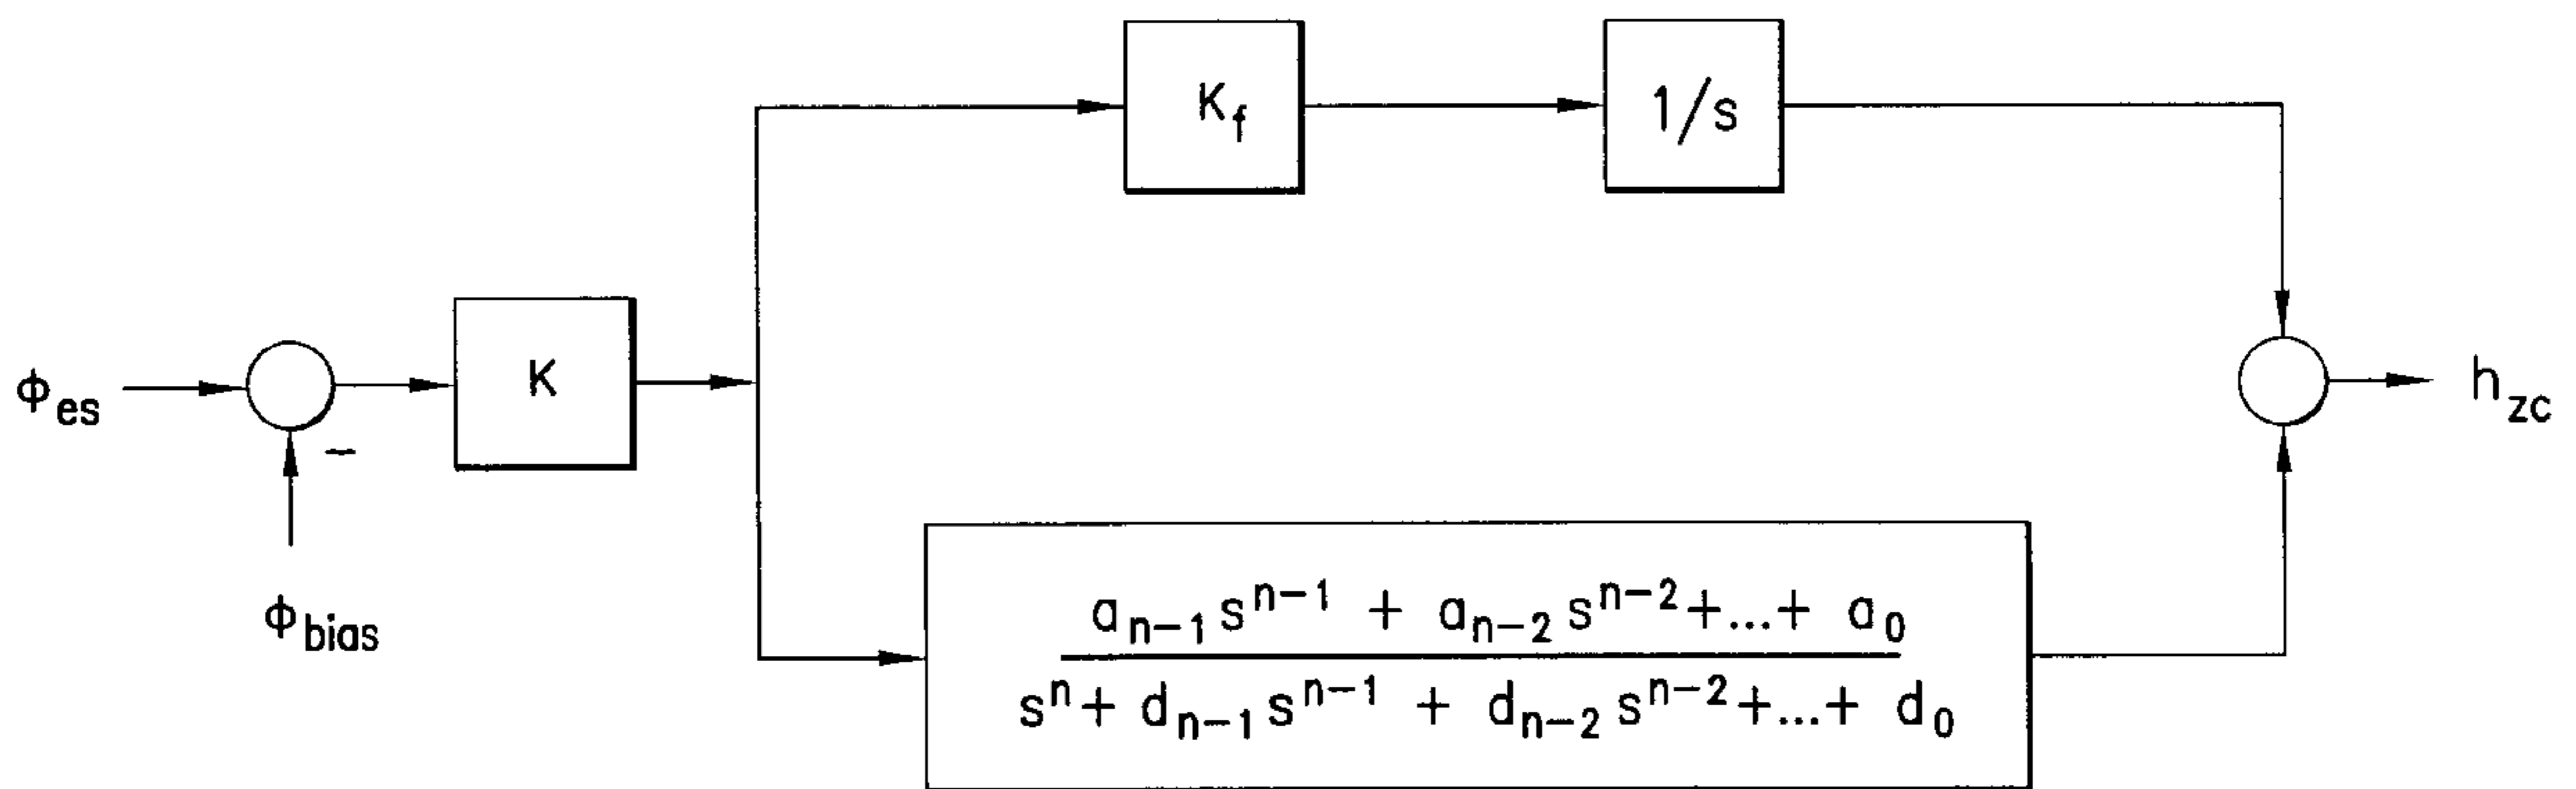 K_f
1/s
ϕ_es
−
K
h_zc
ϕ_bias
a_{n−1} s^{n−1} + a_{n−2} s^{n−2} +...+ a_0
s^n + d_{n−1} s^{n−1} + d_{n−2} s^{n−2} +...+ d_0